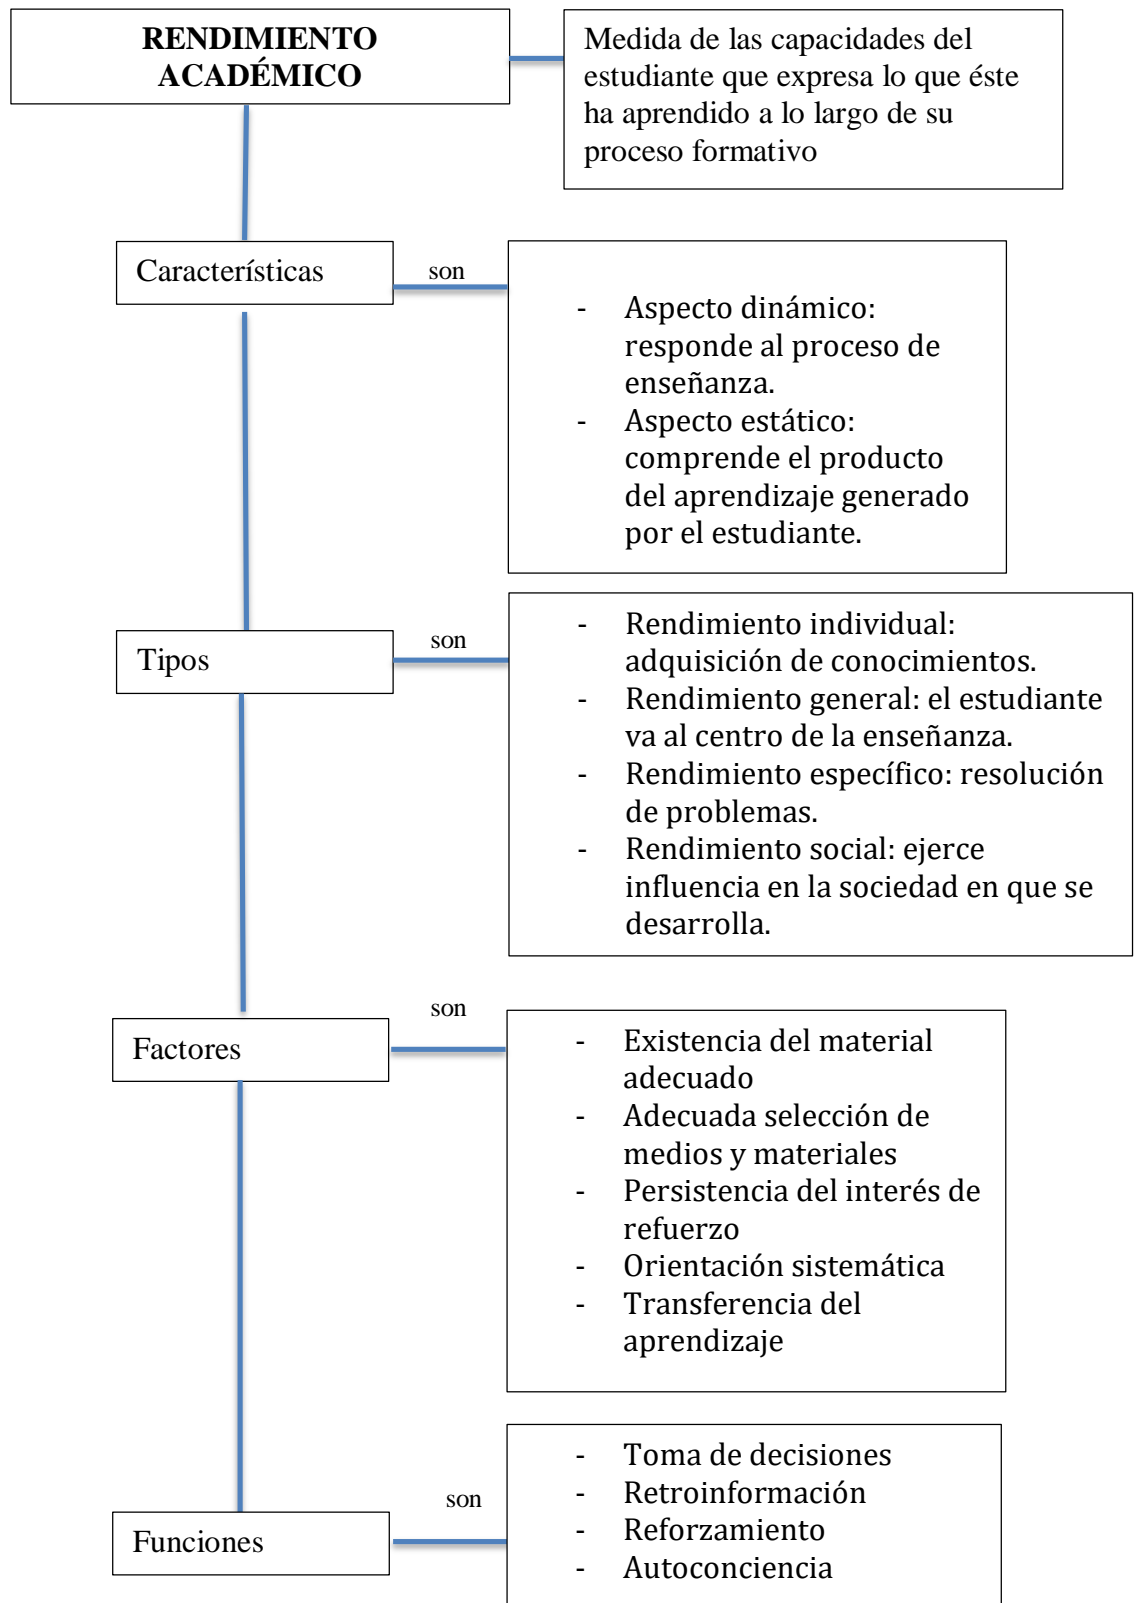 RENDIMIENTO
ACADÉMICO
Medida de las capacidades del
estudiante que expresa lo que éste
ha aprendido a lo largo de su
proceso formativo
Característícas
son
- Aspecto dinámico:
responde al proceso de
enseñanza.
- Aspecto estático:
comprende el producto
del aprendizaje generado
por el estudiante.
Tipos
son
- Rendimiento individual:
adquisición de conocimientos.
- Rendimiento general: el estudiante
va al centro de la enseñanza.
- Rendimiento específico: resolución
de problemas.
- Rendimiento social: ejerce
influencia en la sociedad en que se
desarrolla.
Factores
son
- Existencia del material
adecuado
- Adecuada selección de
medios y materiales
- Persistencia del interés de
refuerzo
- Orientación sistemática
- Transferencia del
aprendizaje
Funciones
son
- Toma de decisiones
- Retroinformación
- Reforzamiento
- Autoconciencia